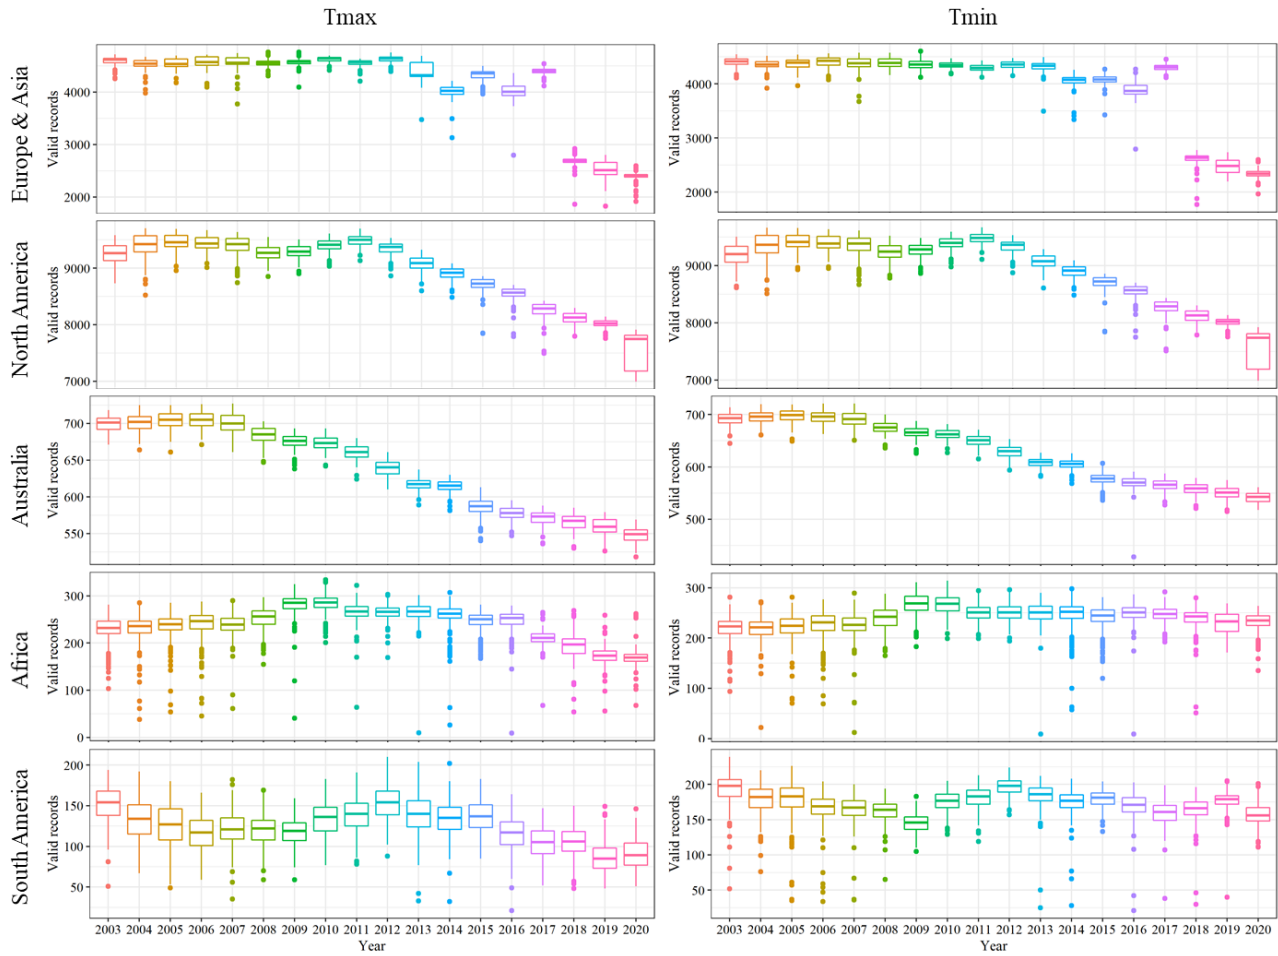 Tmax
Tmin
Europe & Asia
Valid records
4000
3000
2000
Valid records
4000
3000
2000
North America
Valid records
9000
8000
7000
Valid records
9000
8000
7000
Australia
Valid records
700
650
600
550
Valid records
700
600
500
Africa
Valid records
300
200
100
0
Valid records
300
200
100
0
South America
Valid records
200
150
100
50
Valid records
200
150
100
50
2003 2004 2005 2006 2007 2008 2009 2010 2011 2012 2013 2014 2015 2016 2017 2018 2019 2020
Year
2003 2004 2005 2006 2007 2008 2009 2010 2011 2012 2013 2014 2015 2016 2017 2018 2019 2020
Year